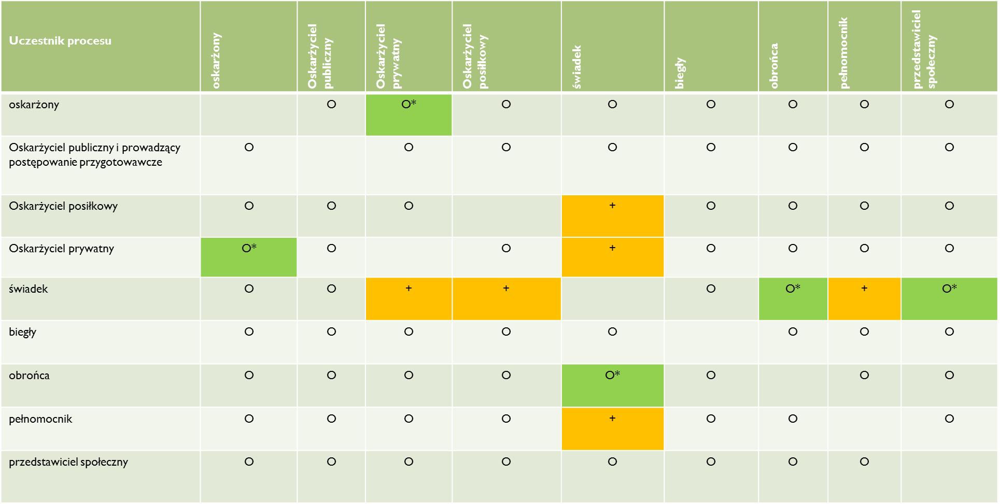 Uczestnik procesu
oskarżony
Oskarżyciel
publiczny
Oskarżyciel
prywatny
Oskarżyciel
posiłkowy
świadek
biegły
obrońca
pełnomocnik
przedstawiciel
społeczny
oskarżony O O* O O O O O O
Oskarżyciel publiczny i prowadzący
postępowanie przygotowawcze O O O O O O O O
Oskarżyciel posiłkowy O O O + O O O O
Oskarżyciel prywatny O* O O + O O O O
świadek O O + + O O* + O*
biegły O O O O O O O O
obrońca O O O O O* O O O
pełnomocnik O O O O + O O O
przedstawiciel społeczny O O O O O O O O